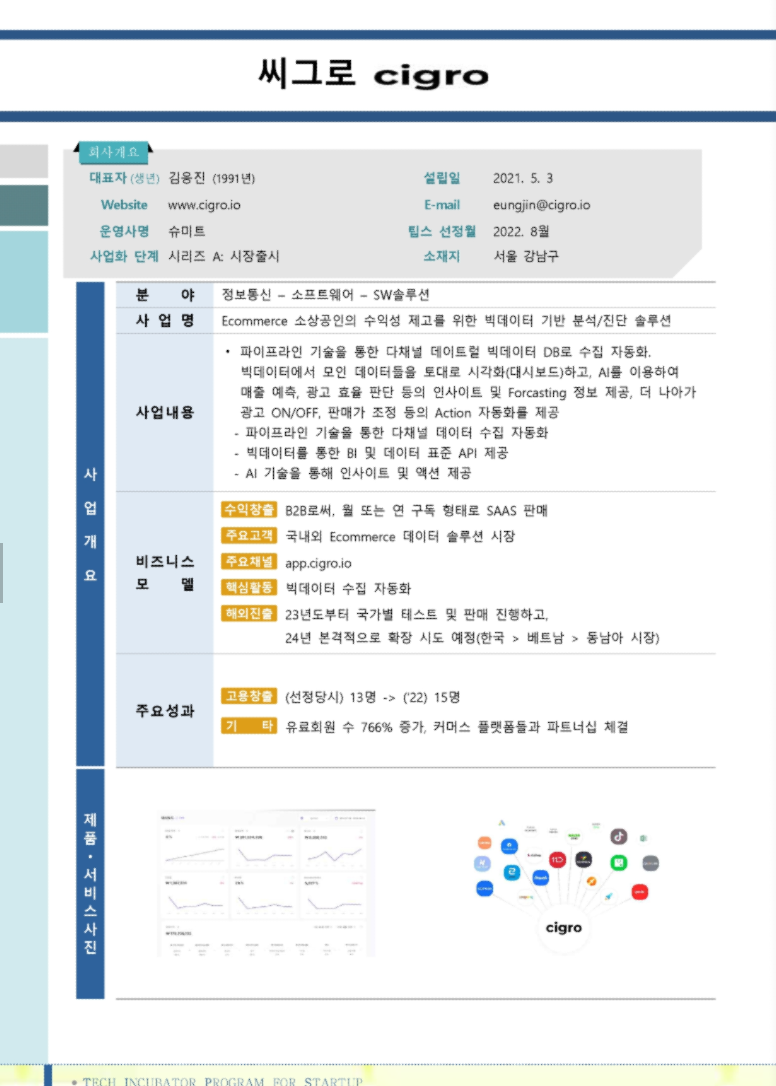 씨그로 cigro
회사개요
대표자 (생년) 김응진 (1991년) 설립일 2021. 5. 3
Website www.cigro.io E-mail eungjin@cigro.io
운영사명 슈미트 팁스 선정월 2022. 8월
사업화 단계 시리즈 A: 시장출시 소재지 서울 강남구
사업개요
분 야 정보통신 – 소프트웨어 – SW솔루션
사 업 명 Ecommerce 소상공인의 수익성 제고를 위한 빅데이터 기반 분석/진단 솔루션
사업내용
• 파이프라인 기술을 통한 다채널 데이트럴 빅데이터 DB로 수집 자동화.
빅데이터에서 모인 데이터들을 토대로 시각화(대시보드)하고, AI를 이용하여
매출 예측, 광고 효율 판단 등의 인사이트 및 Forcasting 정보 제공, 더 나아가
광고 ON/OFF, 판매가 조정 등의 Action 자동화를 제공
- 파이프라인 기술을 통한 다채널 데이터 수집 자동화
- 빅데이터를 통한 BI 및 데이터 표준 API 제공
- AI 기술을 통해 인사이트 및 액션 제공
비즈니스
모 델
수익창출 B2B로써, 월 또는 연 구독 형태로 SAAS 판매
주요고객 국내외 Ecommerce 데이터 솔루션 시장
주요채널 app.cigro.io
핵심활동 빅데이터 수집 자동화
해외진출 23년도부터 국가별 테스트 및 판매 진행하고,
24년 본격적으로 확장 시도 예정(한국 > 베트남 > 동남아 시장)
주요성과
고용창출 (선정당시) 13명 -> ('22) 15명
기 타 유료회원 수 766% 증가, 커머스 플랫폼들과 파트너십 체결
제품・서비스사진
cigro
• TECH INCUBATOR PROGRAM FOR STARTUP